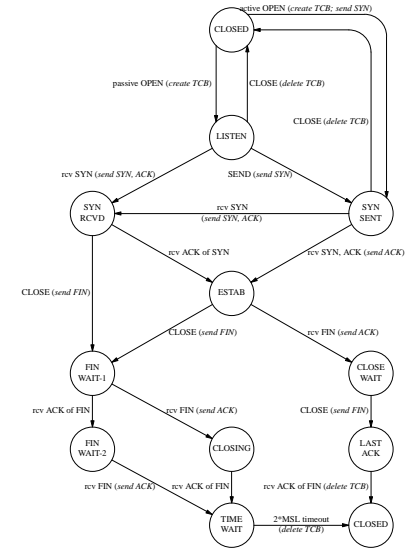 active OPEN (create TCB; send SYN)
CLOSED
passive OPEN (create TCB)
CLOSE (delete TCB)
CLOSE (delete TCB)
LISTEN
rcv SYN (send SYN, ACK)
SEND (send SYN)
SYN
RCVD
rcv SYN
(send SYN, ACK)
SYN
SENT
rcv ACK of SYN
rcv SYN, ACK (send ACK)
CLOSE (send FIN)
ESTAB
CLOSE (send FIN)
rcv FIN (send ACK)
FIN
WAIT-1
CLOSE
WAIT
rcv ACK of FIN
rcv FIN (send ACK)
CLOSE (send FIN)
FIN
WAIT-2
CLOSING
LAST
ACK
rcv FIN (send ACK)
rcv ACK of FIN
rcv ACK of FIN (delete TCB)
TIME
WAIT
2*MSL timeout
(delete TCB)
CLOSED